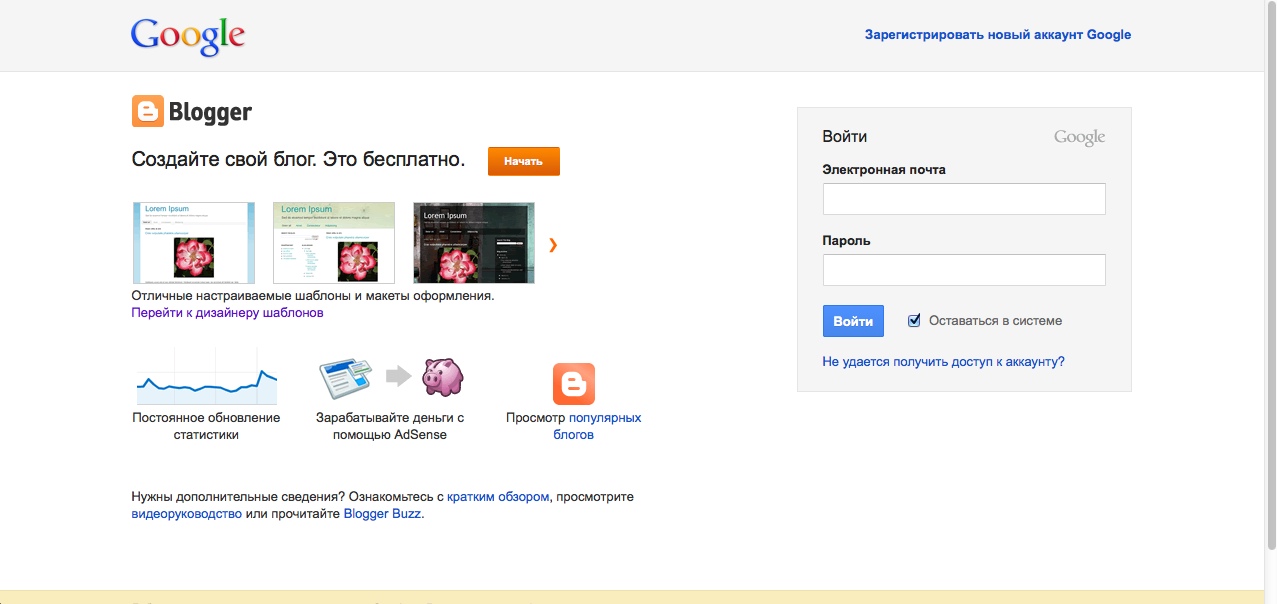 Google
Зарегистрировать новый аккаунт Google
Blogger
Создайте свой блог. Это бесплатно.
Начать
Lorem Ipsum
Lorem Ipsum
Lorem Ipsum
Отличные настраиваемые шаблоны и макеты оформления.
Перейти к дизайнеру шаблонов
Постоянное обновление
статистики
Зарабатывайте деньги с
помощью AdSense
Просмотр популярных
блогов
Нужны дополнительные сведения? Ознакомьтесь с кратким обзором, просмотрите
видеоруководство или прочитайте Blogger Buzz.
Войти
Google
Электронная почта
Пароль
Войти
Оставаться в системе
Не удается получить доступ к аккаунту?